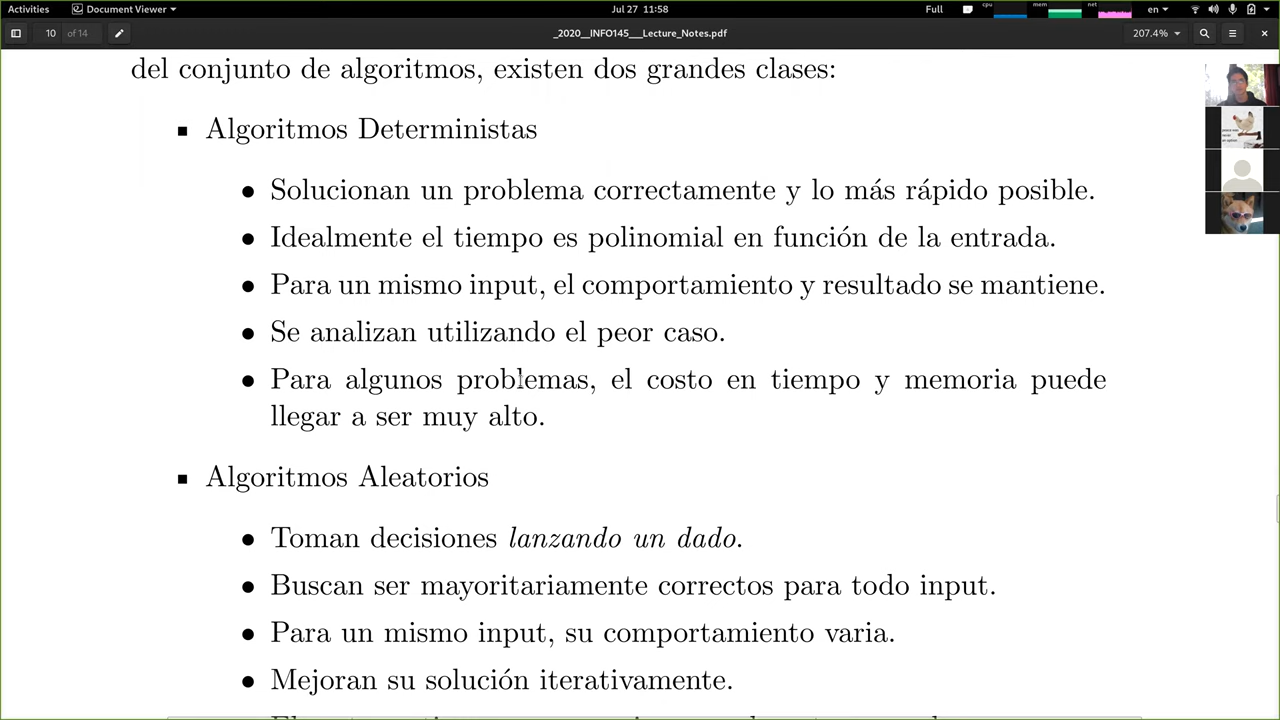 Activities Document Viewer Jul 27 11:58 Full cpu mem net en
10 of 14 _2020__INFO145___Lecture_Notes.pdf 207.4%
del conjunto de algoritmos, existen dos grandes clases:
▪ Algoritmos Deterministas
• Solucionan un problema correctamente y lo más rápido posible.
• Idealmente el tiempo es polinomial en función de la entrada.
• Para un mismo input, el comportamiento y resultado se mantiene.
• Se analizan utilizando el peor caso.
• Para algunos problemas, el costo en tiempo y memoria puede
llegar a ser muy alto.
▪ Algoritmos Aleatorios
• Toman decisiones lanzando un dado.
• Buscan ser mayoritariamente correctos para todo input.
• Para un mismo input, su comportamiento varia.
• Mejoran su solución iterativamente.